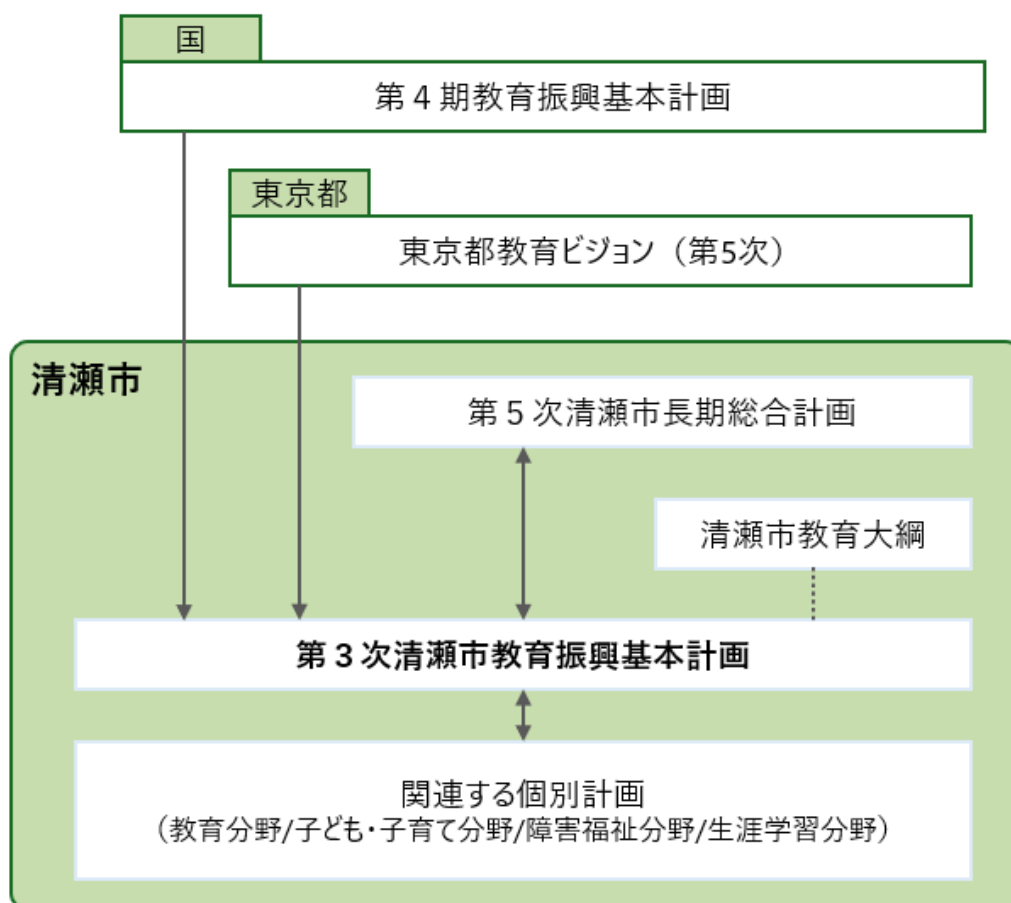 国
第４期教育振興基本計画
東京都
東京都教育ビジョン（第5次）
清瀬市
第５次清瀬市長期総合計画
清瀬市教育大綱
第３次清瀬市教育振興基本計画
関連する個別計画
（教育分野/子ども・子育て分野/障害福祉分野/生涯学習分野）